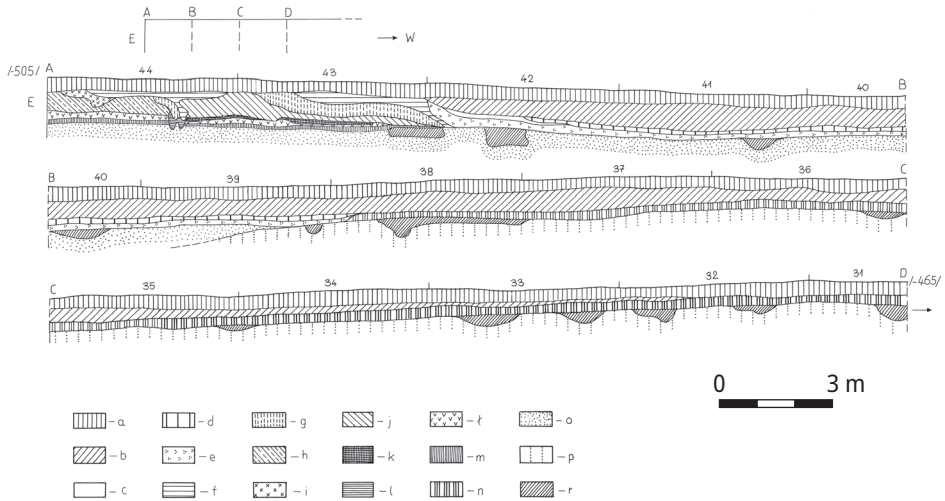 A B C D
E → W
/-505/ A 44 43 42 41 40 B
E
B 40 39 38 37 36 C
C 35 34 33 32 31 D /-465/
0 3 m
- a - d - g - j - ł - o
- b - e - h - k - m - p
- c - f - i - l - n - r